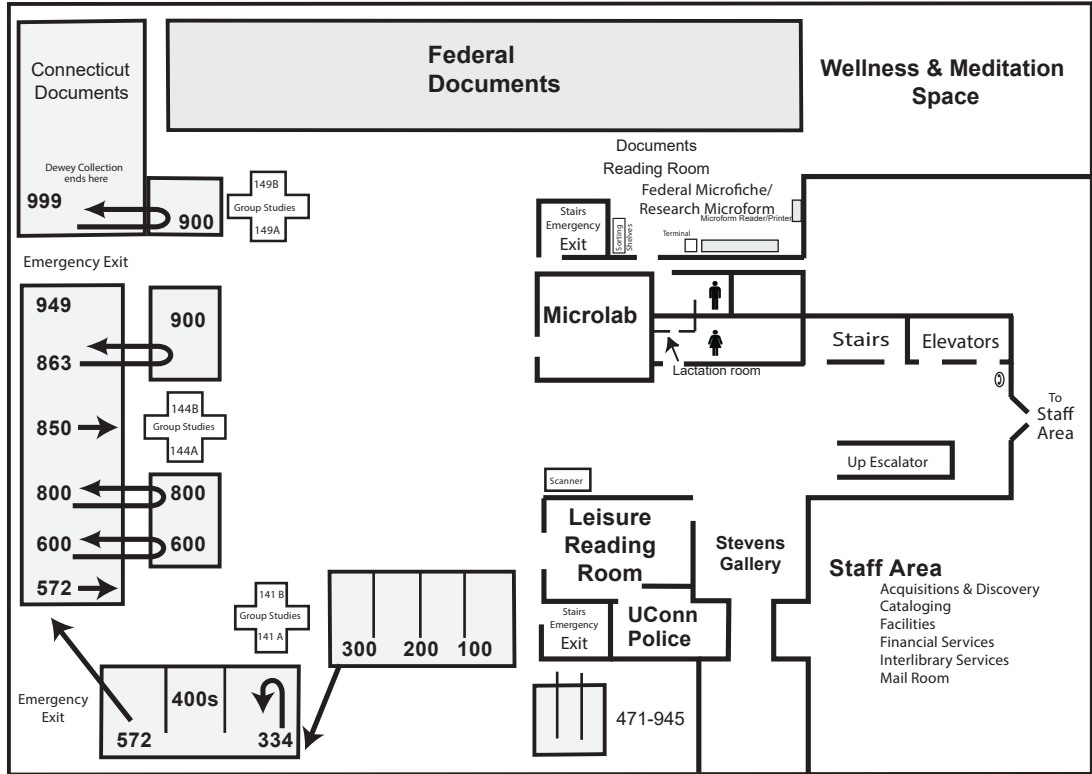 Connecticut
Documents
Dewey Collection
ends here
999
900
149B
Group Studies
149A
Federal
Documents
Wellness & Meditation
Space
Documents
Reading Room
Federal Microfiche/
Research Microform
Microform Reader/Printer
Terminal
Stairs
Emergency
Exit
Sorting
Shelves
Emergency Exit
949
900
863
850
144B
Group Studies
144A
800
800
600
600
572
Microlab
Lactation room
Stairs
Elevators
To
Staff
Area
Up Escalator
Scanner
Leisure
Reading
Room
Stevens
Gallery
Staff Area
Acquisitions & Discovery
Cataloging
Facilities
Financial Services
Interlibrary Services
Mail Room
141 B
Group Studies
141 A
300 200 100
Stairs
Emergency
Exit
UConn
Police
Emergency
Exit
400s
572
334
471-945